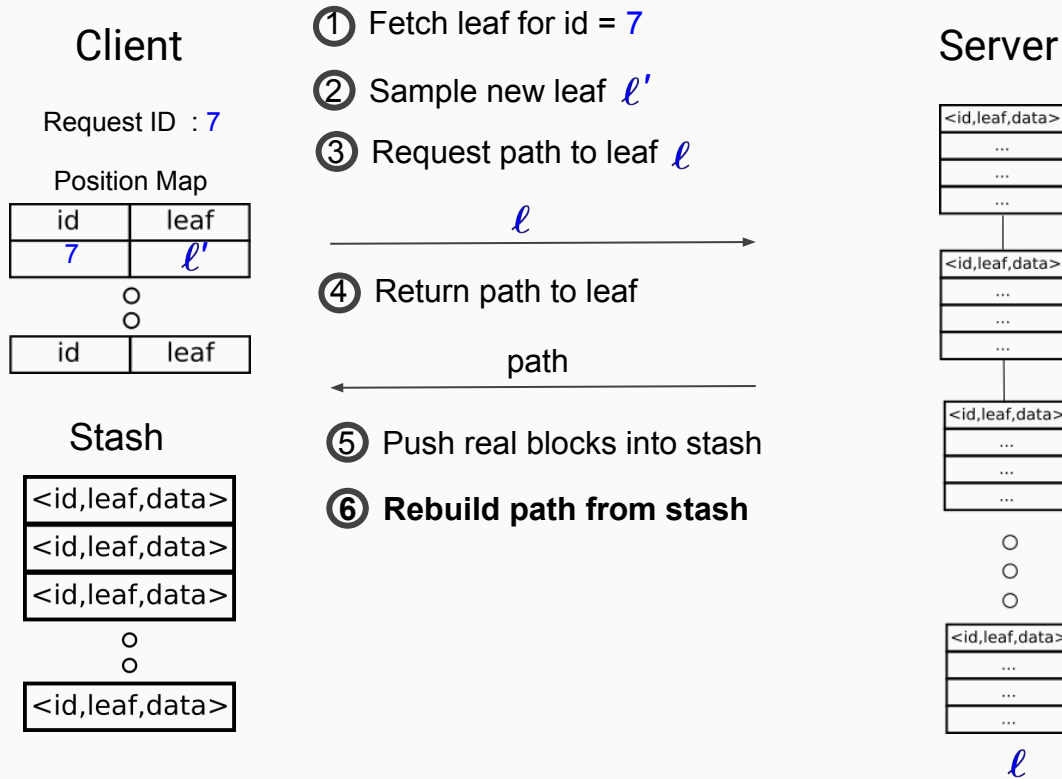 Client
Request ID : 7
Position Map
id leaf
7 ℓ'
id leaf
Stash
<id,leaf,data>
<id,leaf,data>
<id,leaf,data>
<id,leaf,data>
1 Fetch leaf for id = 7
2 Sample new leaf ℓ'
3 Request path to leaf ℓ
ℓ
4 Return path to leaf
path
5 Push real blocks into stash
6 Rebuild path from stash
Server
<id,leaf,data>
...
...
...
<id,leaf,data>
...
...
...
<id,leaf,data>
...
...
...
<id,leaf,data>
...
...
...
ℓ